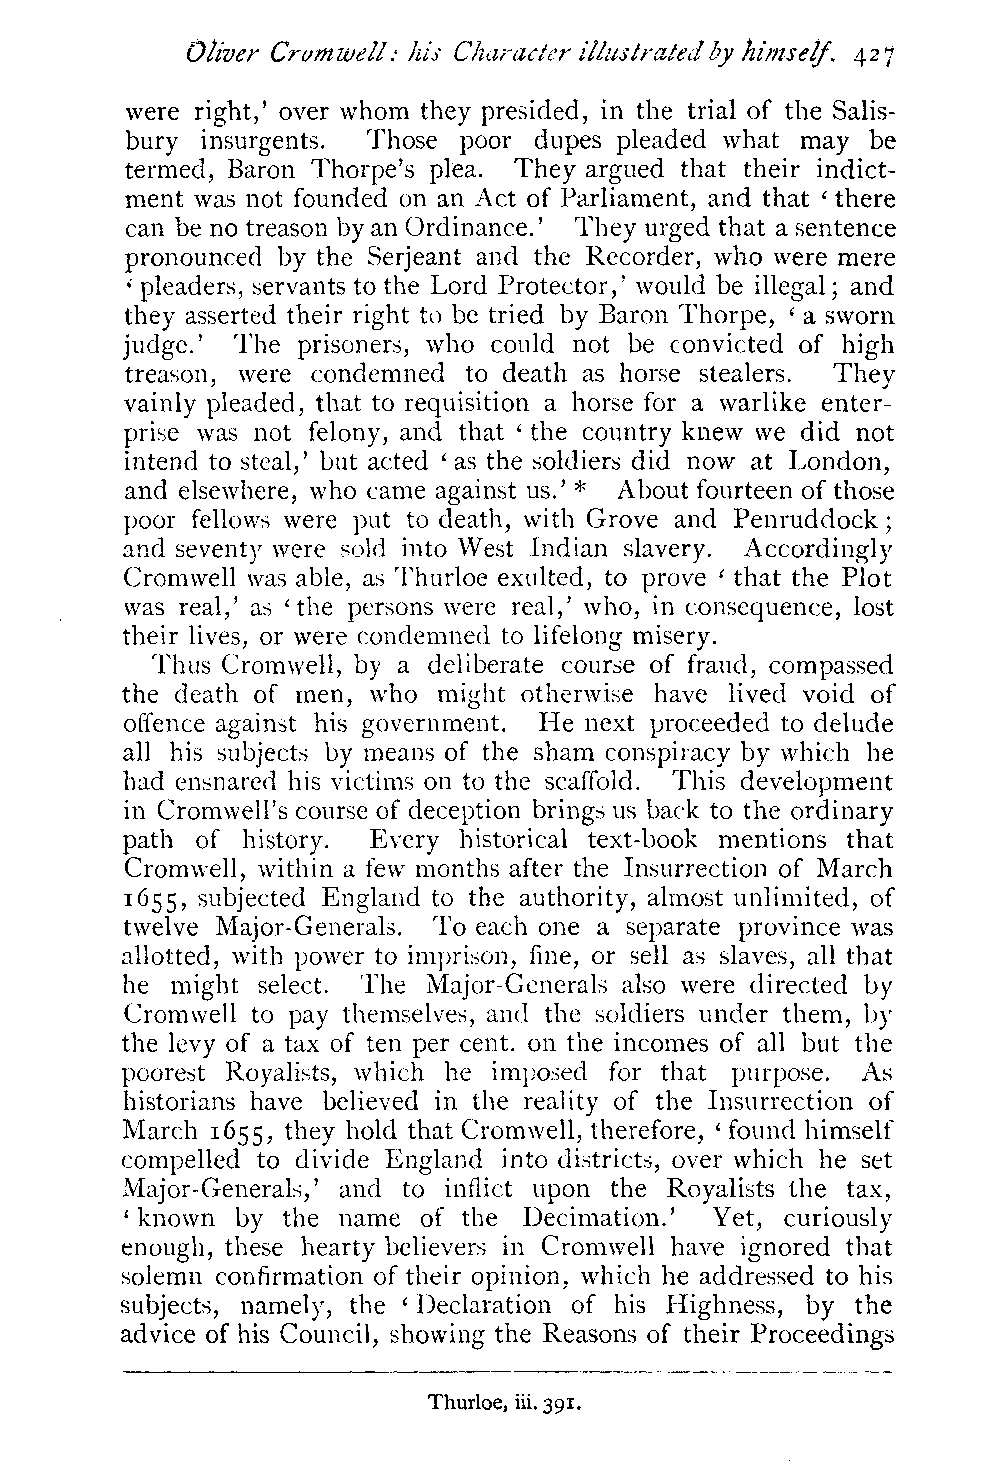 Oliver Cromwell: his Character illustrated by himself. 427
were right,' over whom they presided, in the trial of the Salis-
bury insurgents. Those poor dupes pleaded what may be
termed, Baron Thorpe's plea. They argued that their indict-
ment was not founded on an Act of Parliament, and that ‘there
can be no treason by an Ordinance.' They urged that a sentence
pronounced by the Serjeant and the Recorder, who were mere
‘pleaders, servants to the Lord Protector,' would be illegal; and
they asserted their right to be tried by Baron Thorpe, ‘a sworn
judge.' The prisoners, who could not be convicted of high
treason, were condemned to death as horse stealers. They
vainly pleaded, that to requisition a horse for a warlike enter-
prise was not felony, and that ‘the country knew we did not
intend to steal,' but acted ‘as the soldiers did now at London,
and elsewhere, who came against us.' * About fourteen of those
poor fellows were put to death, with Grove and Penruddock;
and seventy were sold into West Indian slavery. Accordingly
Cromwell was able, as Thurloe exulted, to prove ‘that the Plot
was real,' as ‘the persons were real,' who, in consequence, lost
their lives, or were condemned to lifelong misery.
Thus Cromwell, by a deliberate course of fraud, compassed
the death of men, who might otherwise have lived void of
offence against his government. He next proceeded to delude
all his subjects by means of the sham conspiracy by which he
had ensnared his victims on to the scaffold. This development
in Cromwell's course of deception brings us back to the ordinary
path of history. Every historical text-book mentions that
Cromwell, within a few months after the Insurrection of March
1655, subjected England to the authority, almost unlimited, of
twelve Major-Generals. To each one a separate province was
allotted, with power to imprison, fine, or sell as slaves, all that
he might select. The Major-Generals also were directed by
Cromwell to pay themselves, and the soldiers under them, by
the levy of a tax of ten per cent. on the incomes of all but the
poorest Royalists, which he imposed for that purpose. As
historians have believed in the reality of the Insurrection of
March 1655, they hold that Cromwell, therefore, ‘found himself
compelled to divide England into districts, over which he set
Major-Generals,' and to inflict upon the Royalists the tax,
‘known by the name of the Decimation.' Yet, curiously
enough, these hearty believers in Cromwell have ignored that
solemn confirmation of their opinion, which he addressed to his
subjects, namely, the ‘Declaration of his Highness, by the
advice of his Council, showing the Reasons of their Proceedings
Thurloe, iii. 391.